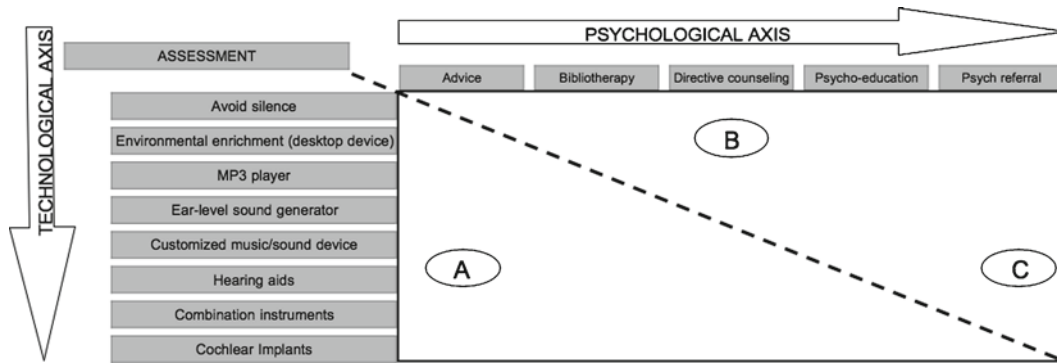 PSYCHOLOGICAL AXIS
TECHNOLOGICAL AXIS
ASSESSMENT
Advice
Bibliotherapy
Directive counseling
Psycho-education
Psych referral
Avoid silence
Environmental enrichment (desktop device)
MP3 player
Ear-level sound generator
Customized music/sound device
Hearing aids
Combination instruments
Cochlear Implants
B
A
C